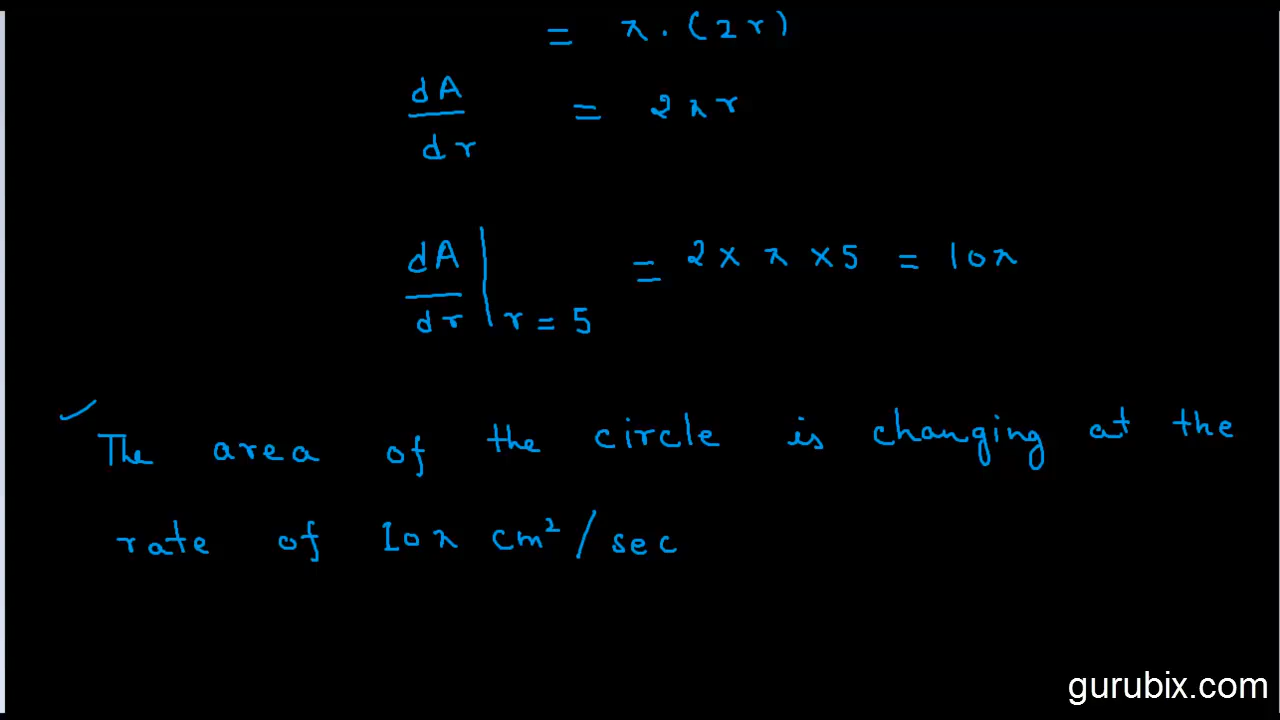 = π . (2r)
dA/dr = 2πr
dA/dr | r = 5 = 2 × π × 5 = 10π
The area of the circle is changing at the
rate of 10π cm²/sec
gurubix.com